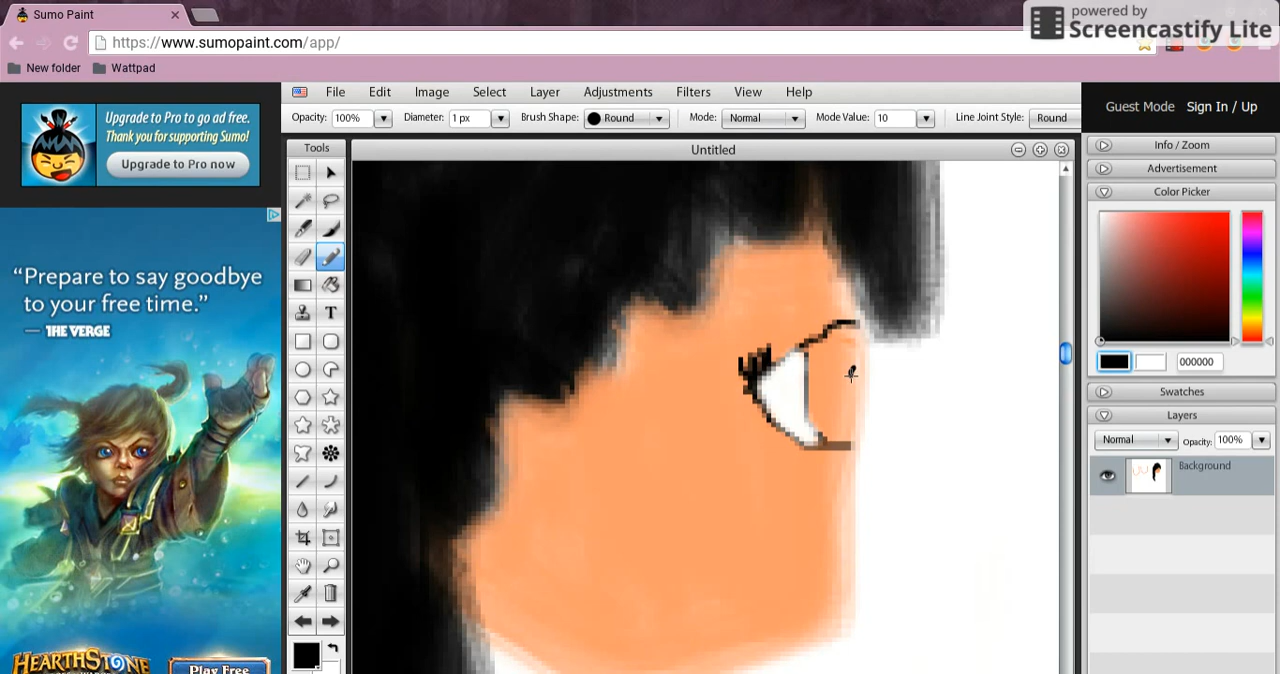 Sumo Paint
powered by
Screencastify Lite
https://www.sumopaint.com/app/
New folder
Wattpad
Upgrade to Pro to go ad free.
Thank you for supporting Sumo!
Upgrade to Pro now
File Edit Image Select Layer Adjustments Filters View Help
Guest Mode Sign In / Up
Opacity: 100% Diameter: 1 px Brush Shape: Round Mode: Normal Mode Value: 10 Line Joint Style: Round
Tools
Untitled
Info / Zoom
Advertisement
Color Picker
000000
Swatches
Layers
Normal Opacity: 100%
Background
T
“Prepare to say goodbye
to your free time.”
— THE VERGE
HEARTHSTONE
Play Free